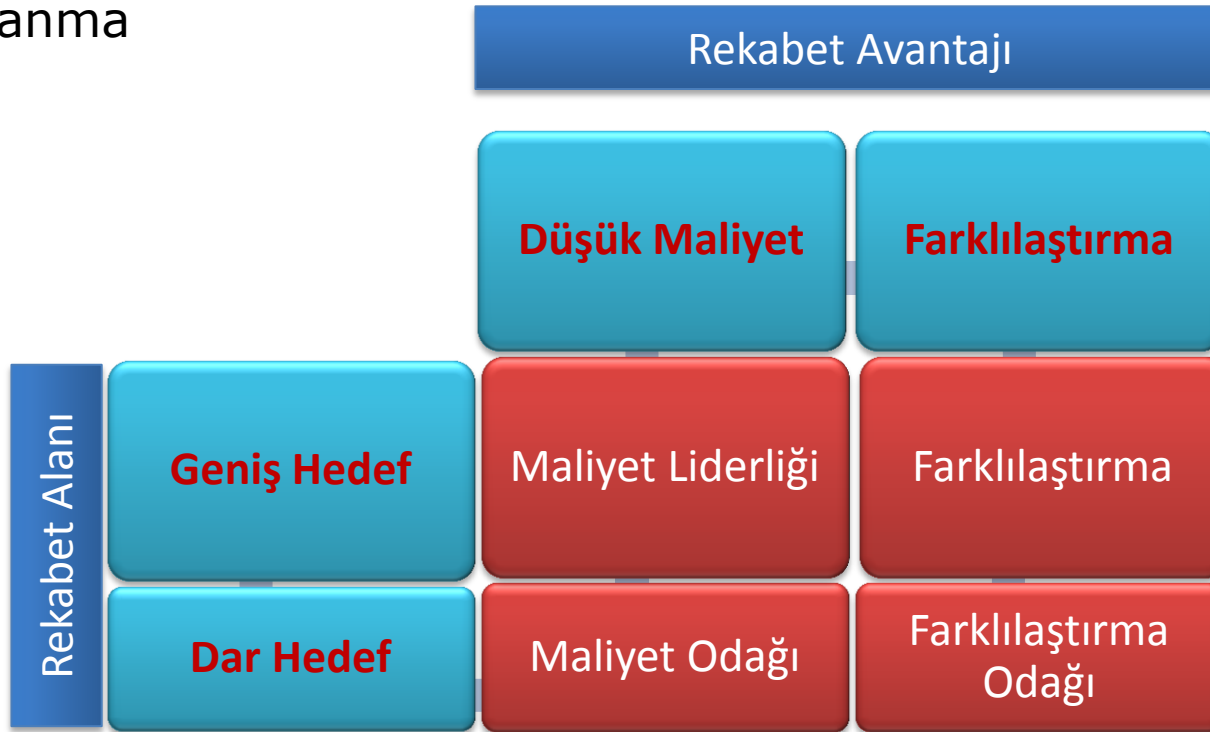 anma
Rekabet Avantajı
Düşük Maliyet
Farklılaştırma
Rekabet Alanı
Geniş Hedef
Maliyet Liderliği
Farklılaştırma
Dar Hedef
Maliyet Odağı
Farklılaştırma
Odağı